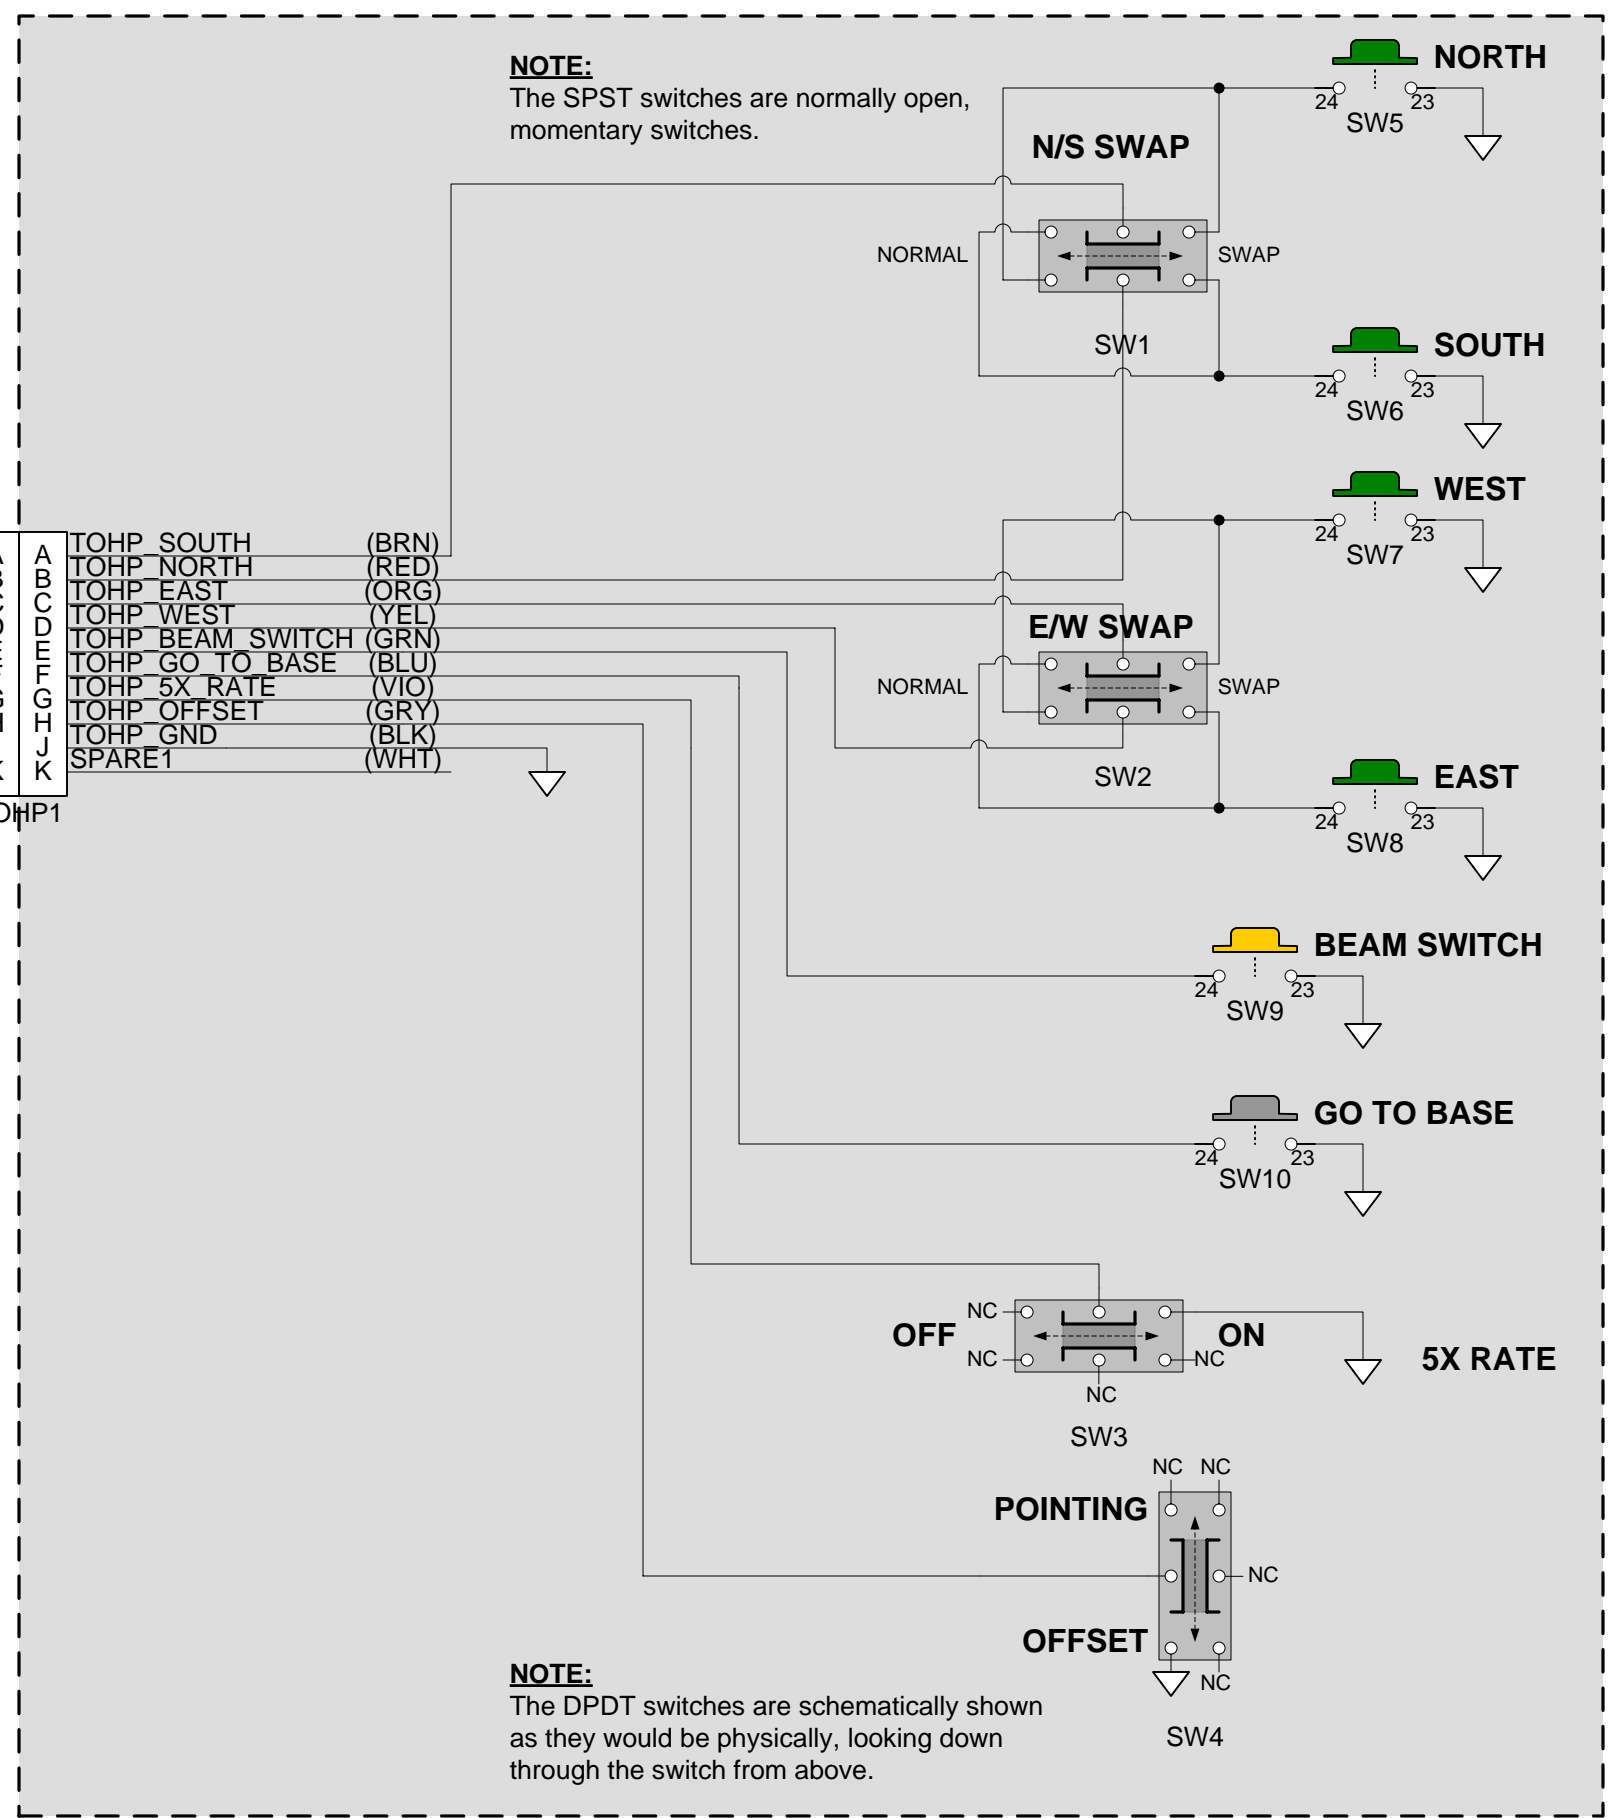 NOTE:
The SPST switches are normally open,
momentary switches.
NORTH
24
23
SW5
N/S SWAP
NORMAL
SWAP
SW1
SOUTH
24
23
SW6
WEST
24
23
SW7
A
TOHP_SOUTH (BRN)
B
TOHP_NORTH (RED)
C
TOHP_EAST (ORG)
D
TOHP_WEST (YEL)
E
TOHP_BEAM_SWITCH (GRN)
F
TOHP_GO_TO_BASE (BLU)
G
TOHP_5X_RATE (VIO)
H
TOHP_OFFSET (GRY)
J
TOHP_GND (BLK)
K
SPARE1 (WHT)
OHP1
E/W SWAP
NORMAL
SWAP
SW2
EAST
24
23
SW8
BEAM SWITCH
24
23
SW9
GO TO BASE
24
23
SW10
NC
OFF
ON
NC
NC
NC
5X RATE
SW3
NC NC
POINTING
NC
OFFSET
NC
SW4
NOTE:
The DPDT switches are schematically shown
as they would be physically, looking down
through the switch from above.